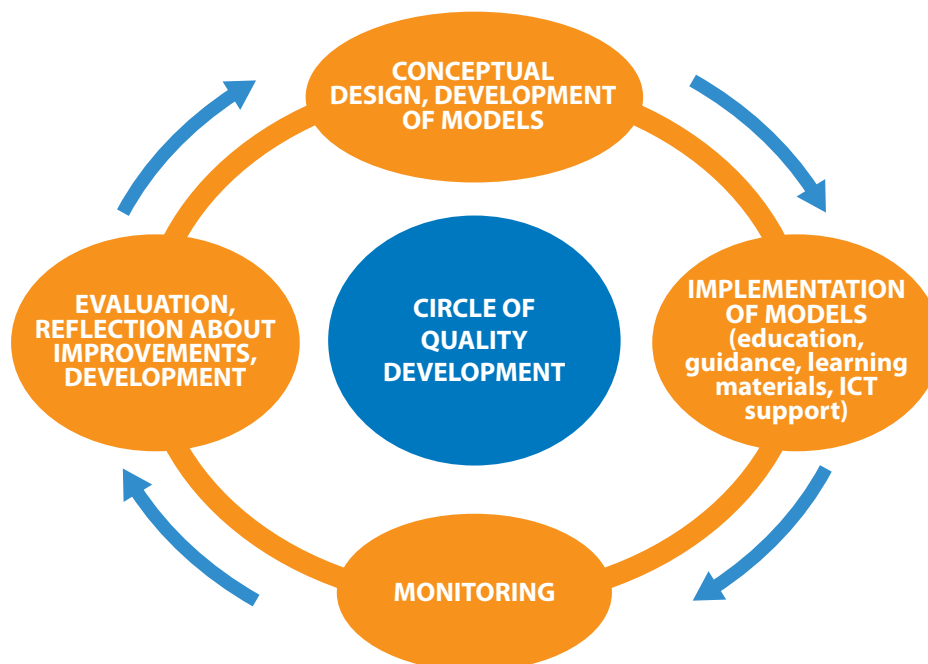 CONCEPTUAL
DESIGN, DEVELOPMENT
OF MODELS
EVALUATION,
REFLECTION ABOUT
IMPROVEMENTS,
DEVELOPMENT
CIRCLE OF
QUALITY
DEVELOPMENT
IMPLEMENTATION
OF MODELS
(education,
guidance, learning
materials, ICT
support)
MONITORING